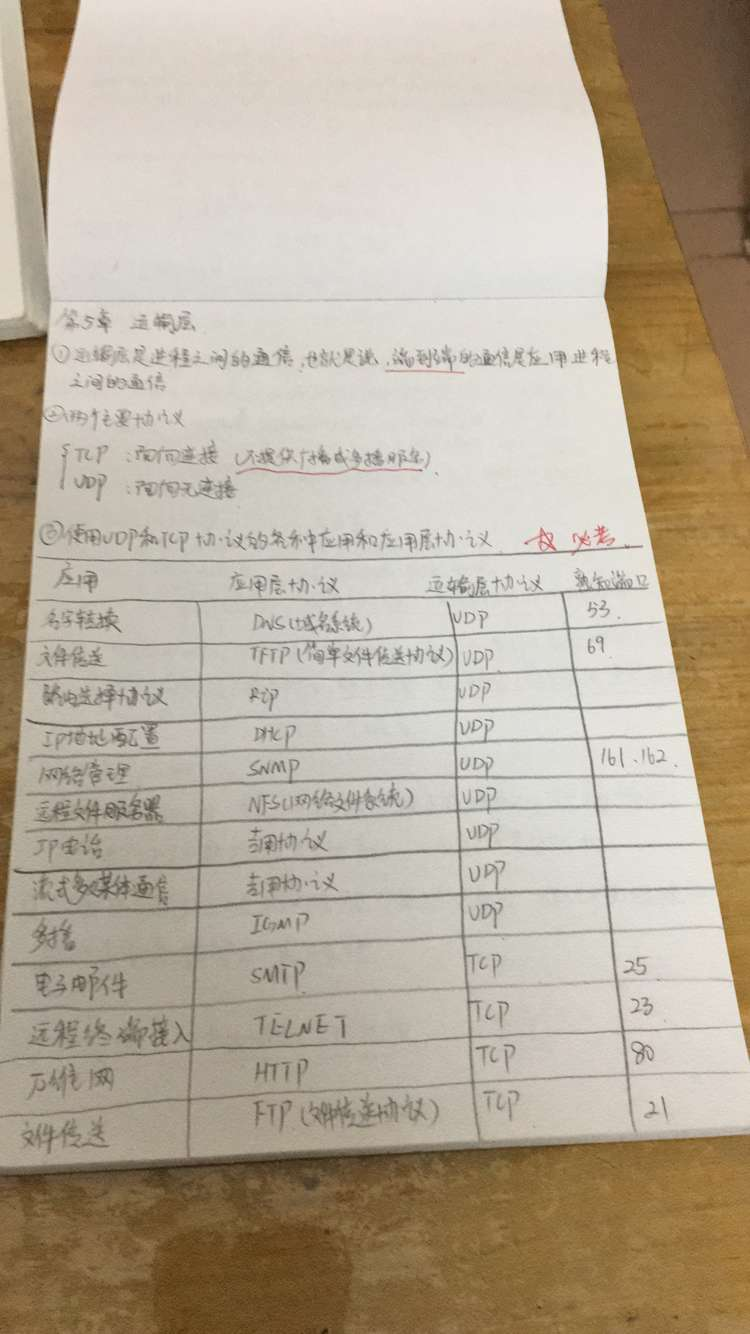 第5章 运输层
①运输层是进程之间的通信,也就是说,端到端的通信是应用进程
之间的通信
②两个主要协议
TCP:面向连接(不提供广播或多播服务)
UDP:面向无连接
③使用UDP和TCP协议的各种应用和应用层协议 必考.
应用 应用层协议 运输层协议 熟知端口
名字转换 DNS(域名系统) UDP 53.
文件传送 TFTP(简单文件传送协议) UDP 69
路由选择协议 RIP UDP
IP地址配置 DHCP UDP
网络管理 SNMP UDP 161、162.
远程文件服务器 NFS(网络文件系统) UDP
IP电话 专用协议 UDP
流式多媒体通信 专用协议 UDP
多播 IGMP UDP
电子邮件 SMTP TCP 25
远程终端接入 TELNET TCP 23
万维网 HTTP TCP 80
文件传送 FTP(文件传送协议) TCP 21